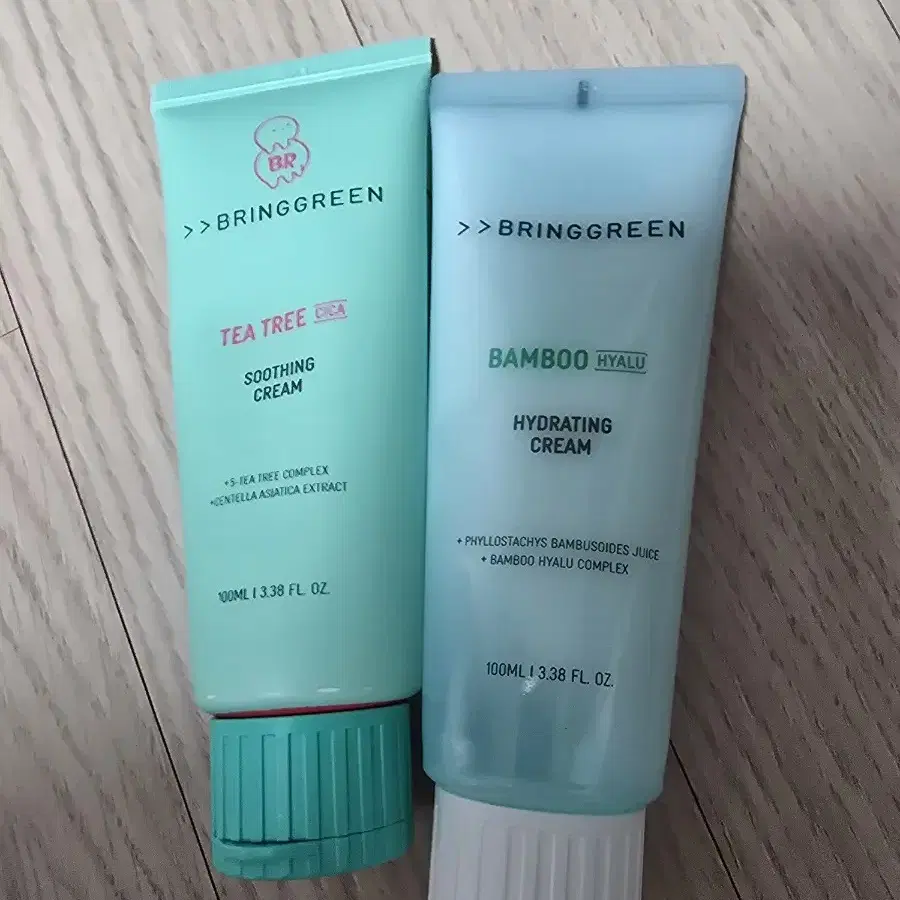 BR
>>BRINGGREEN
TEA TREE CICA
SOOTHING
CREAM
+5-TEA TREE COMPLEX
+CENTELLA ASIATICA EXTRACT
100ML | 3.38 FL. OZ.
>>BRINGGREEN
BAMBOO HYALU
HYDRATING
CREAM
+ PHYLLOSTACHYS BAMBUSOIDES JUICE
+ BAMBOO HYALU COMPLEX
100ML | 3.38 FL. OZ.